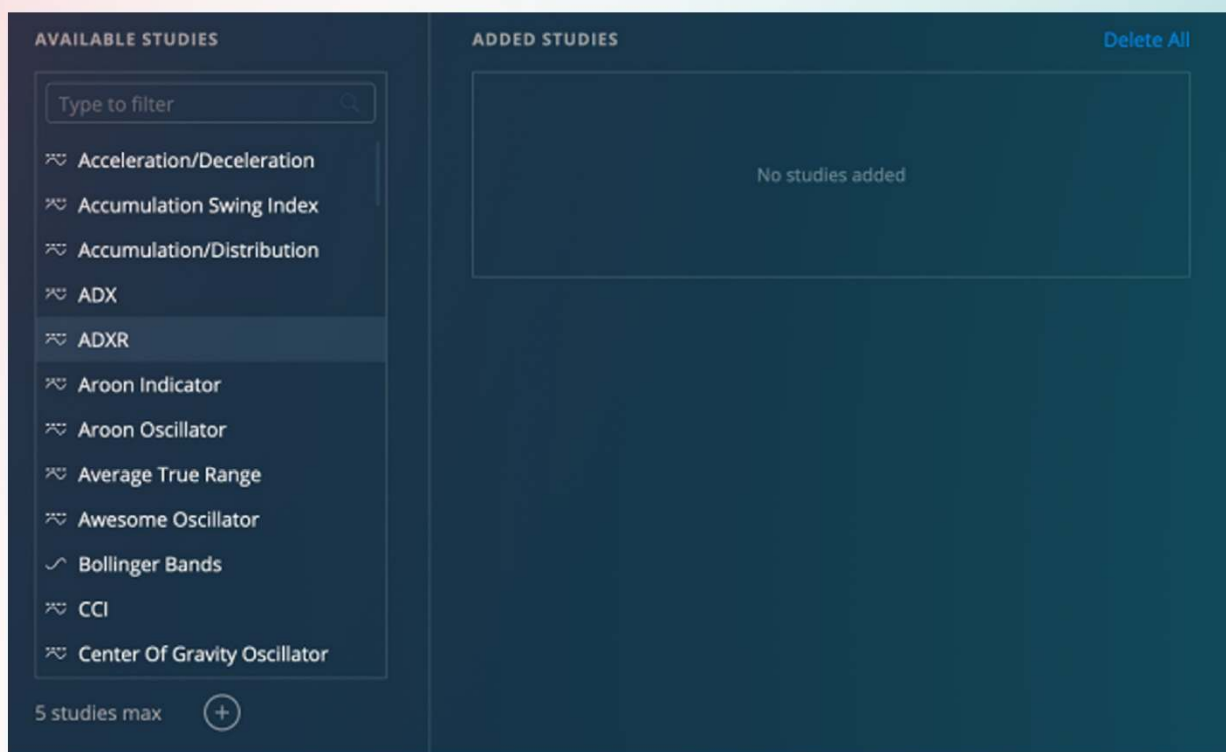 AVAILABLE STUDIES
Type to filter
Acceleration/Deceleration
Accumulation Swing Index
Accumulation/Distribution
ADX
ADXR
Aroon Indicator
Aroon Oscillator
Average True Range
Awesome Oscillator
Bollinger Bands
CCI
Center Of Gravity Oscillator
5 studies max
ADDED STUDIES
Delete All
No studies added